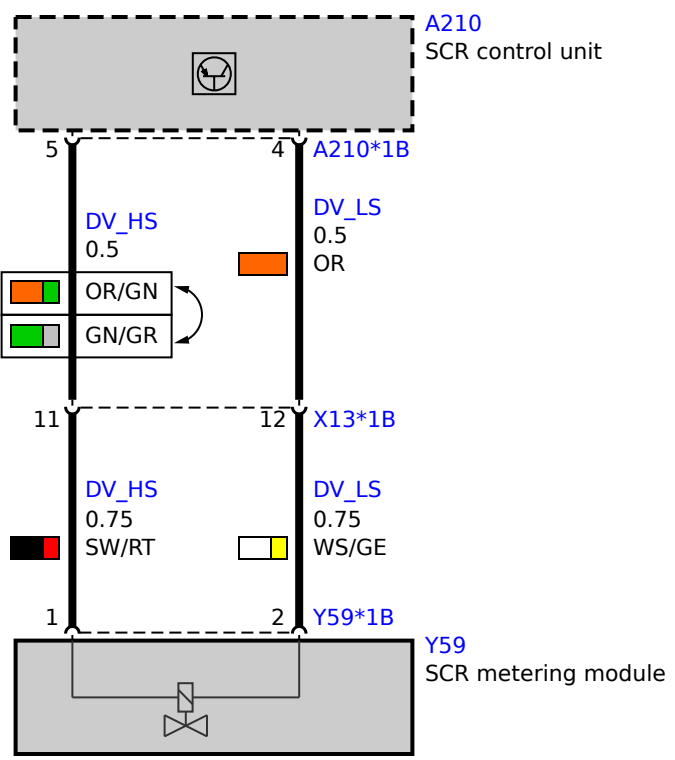 A210
SCR control unit
5
4
A210*1B
DV_HS
0.5
OR/GN
GN/GR
DV_LS
0.5
OR
11
12
X13*1B
DV_HS
0.75
SW/RT
DV_LS
0.75
WS/GE
1
2
Y59*1B
Y59
SCR metering module